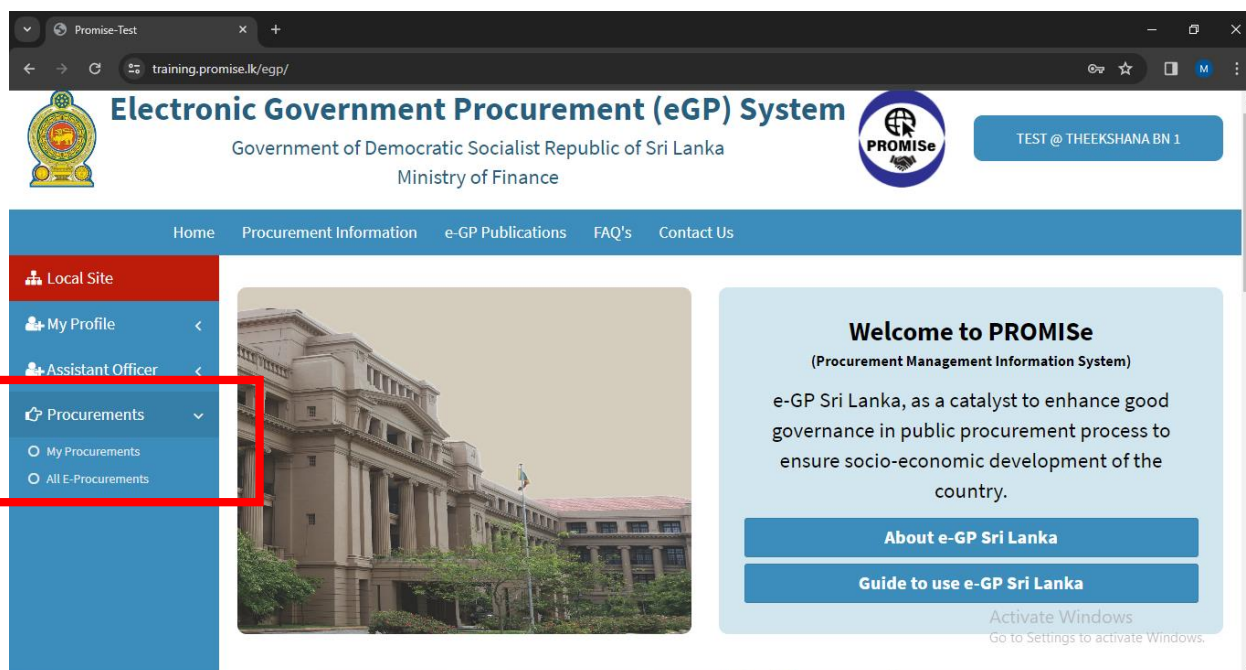 Promise-Test
training.promise.lk/egp/
M
Electronic Government Procurement (eGP) System
Government of Democratic Socialist Republic of Sri Lanka
Ministry of Finance
PROMISe
TEST @ THEEKSHANA BN 1
Home Procurement Information e-GP Publications FAQ's Contact Us
Local Site
My Profile
Assistant Officer
Procurements
My Procurements
All E-Procurements
Welcome to PROMISe
(Procurement Management Information System)
e-GP Sri Lanka, as a catalyst to enhance good
governance in public procurement process to
ensure socio-economic development of the
country.
About e-GP Sri Lanka
Guide to use e-GP Sri Lanka
Activate Windows
Go to Settings to activate Windows.